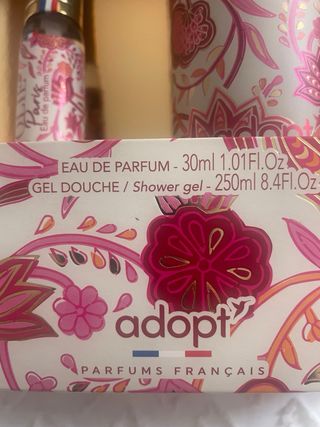 Paris
Eau de parfum
adopt
EAU DE PARFUM - 30ml 1.01Fl.Oz
GEL DOUCHE / Shower gel - 250ml 8.4Fl.Oz
adopt
PARFUMS FRANÇAIS